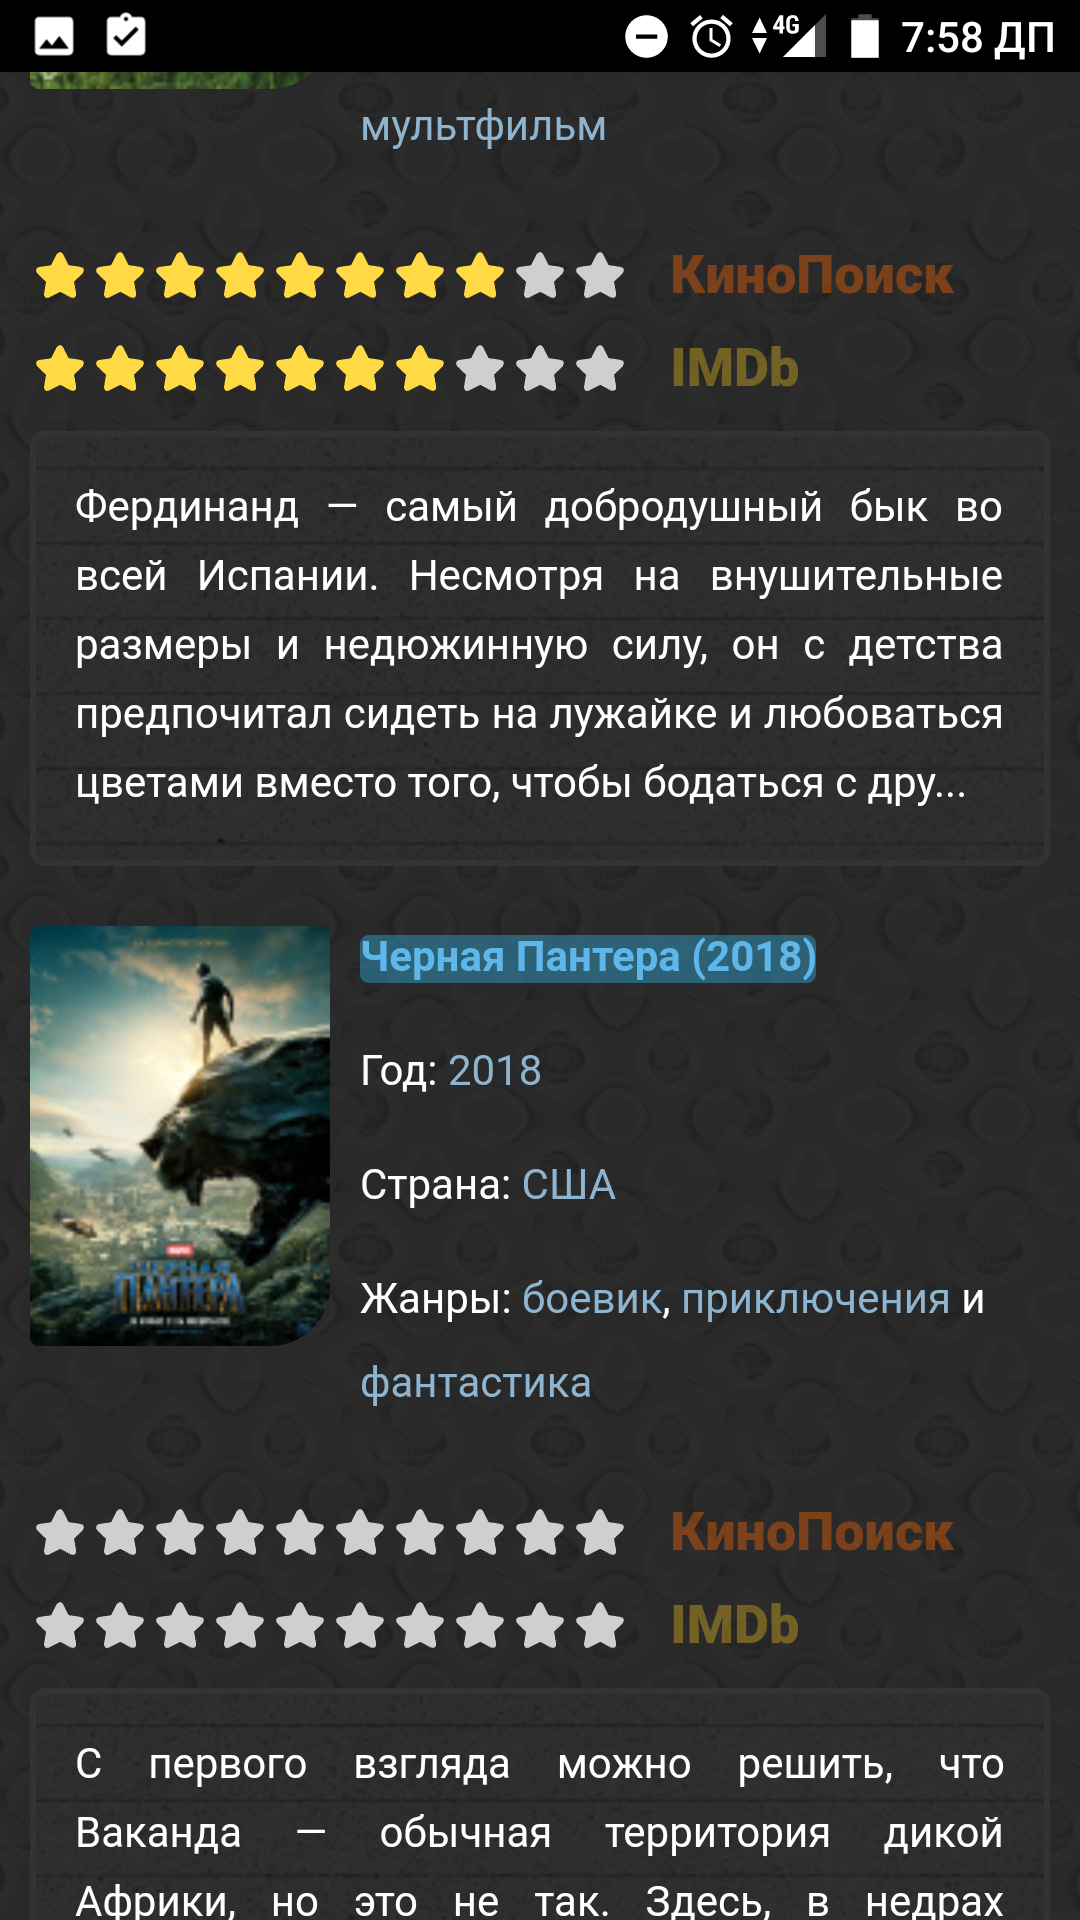 4G 7:58 ДП
мультфильм
КиноПоиск
IMDb
Фердинанд — самый добродушный бык во
всей Испании. Несмотря на внушительные
размеры и недюжинную силу, он с детства
предпочитал сидеть на лужайке и любоваться
цветами вместо того, чтобы бодаться с дру...
Черная Пантера (2018)
Год: 2018
Страна: США
Жанры: боевик, приключения и
фантастика
MARVEL
ЧЕРНАЯ
ПАНТЕРА
КиноПоиск
IMDb
С первого взгляда можно решить, что
Ваканда — обычная территория дикой
Африки, но это не так. Здесь, в недрах